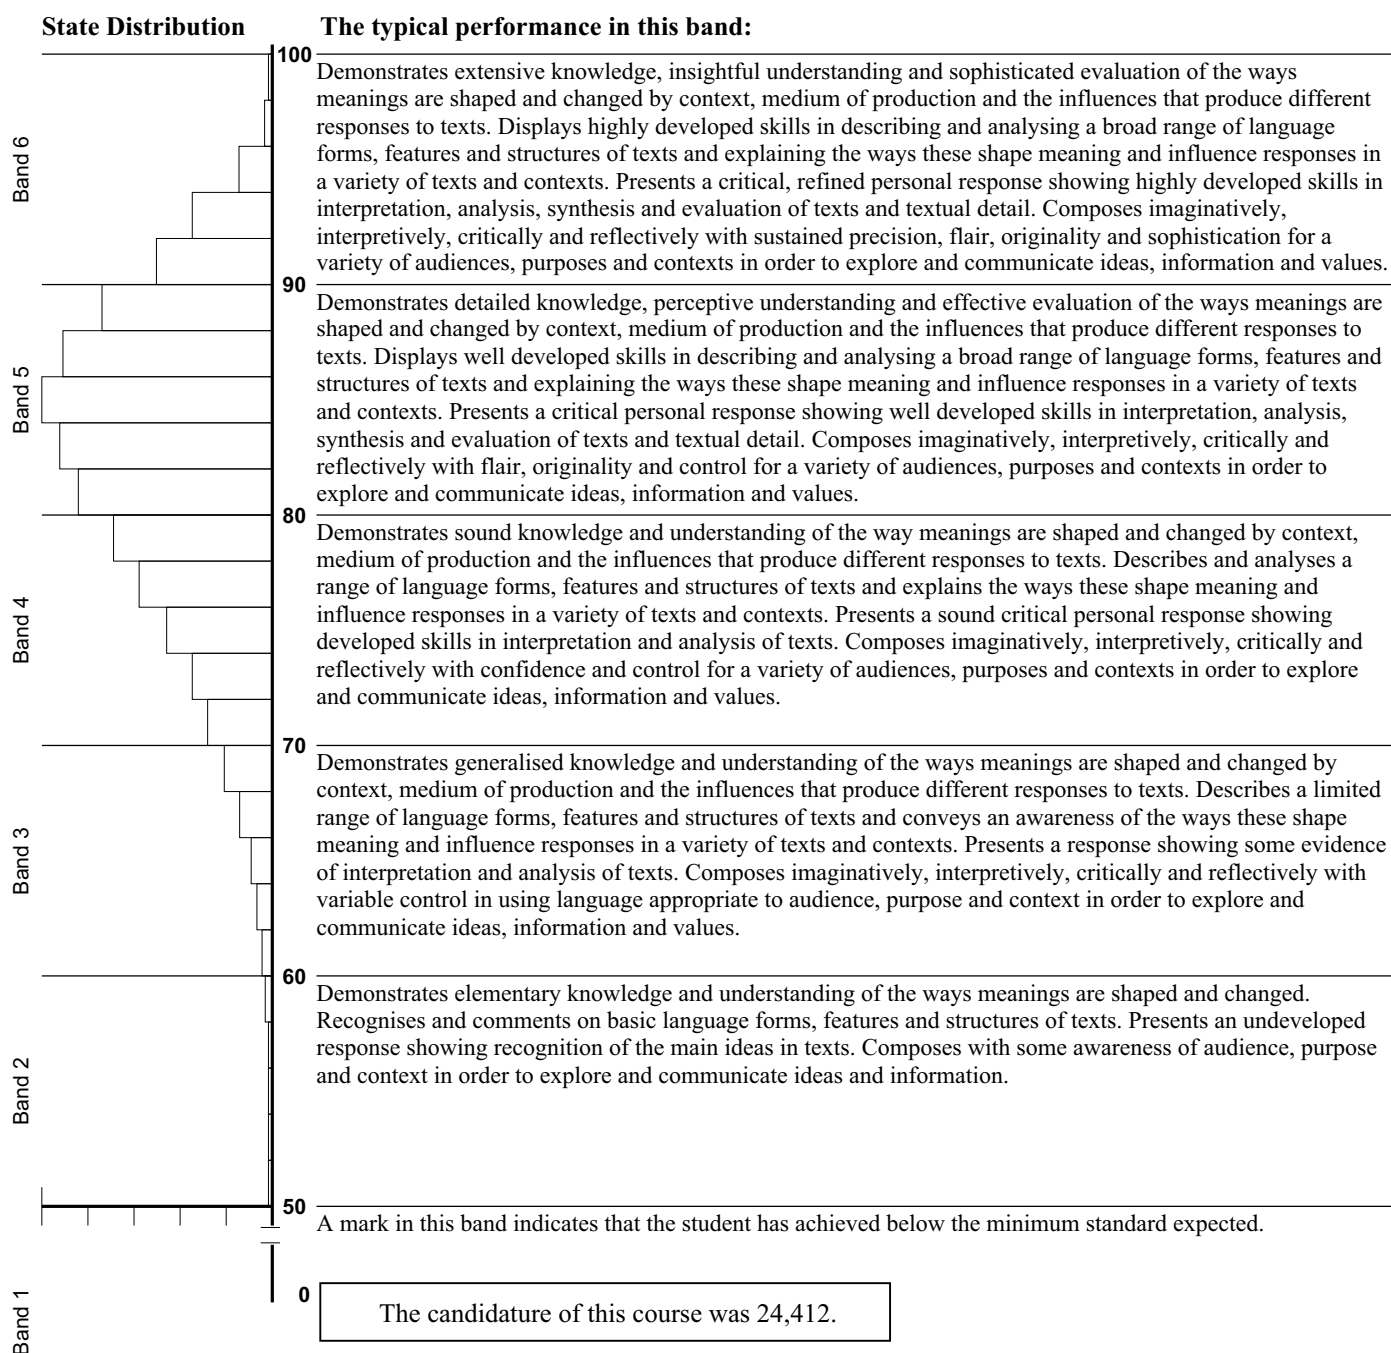 State Distribution
The typical performance in this band:
100
Demonstrates extensive knowledge, insightful understanding and sophisticated evaluation of the ways
meanings are shaped and changed by context, medium of production and the influences that produce different
responses to texts. Displays highly developed skills in describing and analysing a broad range of language
forms, features and structures of texts and explaining the ways these shape meaning and influence responses in
a variety of texts and contexts. Presents a critical, refined personal response showing highly developed skills in
interpretation, analysis, synthesis and evaluation of texts and textual detail. Composes imaginatively,
interpretively, critically and reflectively with sustained precision, flair, originality and sophistication for a
variety of audiences, purposes and contexts in order to explore and communicate ideas, information and values.
Band 6
90
Demonstrates detailed knowledge, perceptive understanding and effective evaluation of the ways meanings are
shaped and changed by context, medium of production and the influences that produce different responses to
texts. Displays well developed skills in describing and analysing a broad range of language forms, features and
structures of texts and explaining the ways these shape meaning and influence responses in a variety of texts
and contexts. Presents a critical personal response showing well developed skills in interpretation, analysis,
synthesis and evaluation of texts and textual detail. Composes imaginatively, interpretively, critically and
reflectively with flair, originality and control for a variety of audiences, purposes and contexts in order to
explore and communicate ideas, information and values.
Band 5
80
Demonstrates sound knowledge and understanding of the way meanings are shaped and changed by context,
medium of production and the influences that produce different responses to texts. Describes and analyses a
range of language forms, features and structures of texts and explains the ways these shape meaning and
influence responses in a variety of texts and contexts. Presents a sound critical personal response showing
developed skills in interpretation and analysis of texts. Composes imaginatively, interpretively, critically and
reflectively with confidence and control for a variety of audiences, purposes and contexts in order to explore
and communicate ideas, information and values.
Band 4
70
Demonstrates generalised knowledge and understanding of the ways meanings are shaped and changed by
context, medium of production and the influences that produce different responses to texts. Describes a limited
range of language forms, features and structures of texts and conveys an awareness of the ways these shape
meaning and influence responses in a variety of texts and contexts. Presents a response showing some evidence
of interpretation and analysis of texts. Composes imaginatively, interpretively, critically and reflectively with
variable control in using language appropriate to audience, purpose and context in order to explore and
communicate ideas, information and values.
Band 3
60
Demonstrates elementary knowledge and understanding of the ways meanings are shaped and changed.
Recognises and comments on basic language forms, features and structures of texts. Presents an undeveloped
response showing recognition of the main ideas in texts. Composes with some awareness of audience, purpose
and context in order to explore and communicate ideas and information.
Band 2
50
A mark in this band indicates that the student has achieved below the minimum standard expected.
0
Band 1
The candidature of this course was 24,412.